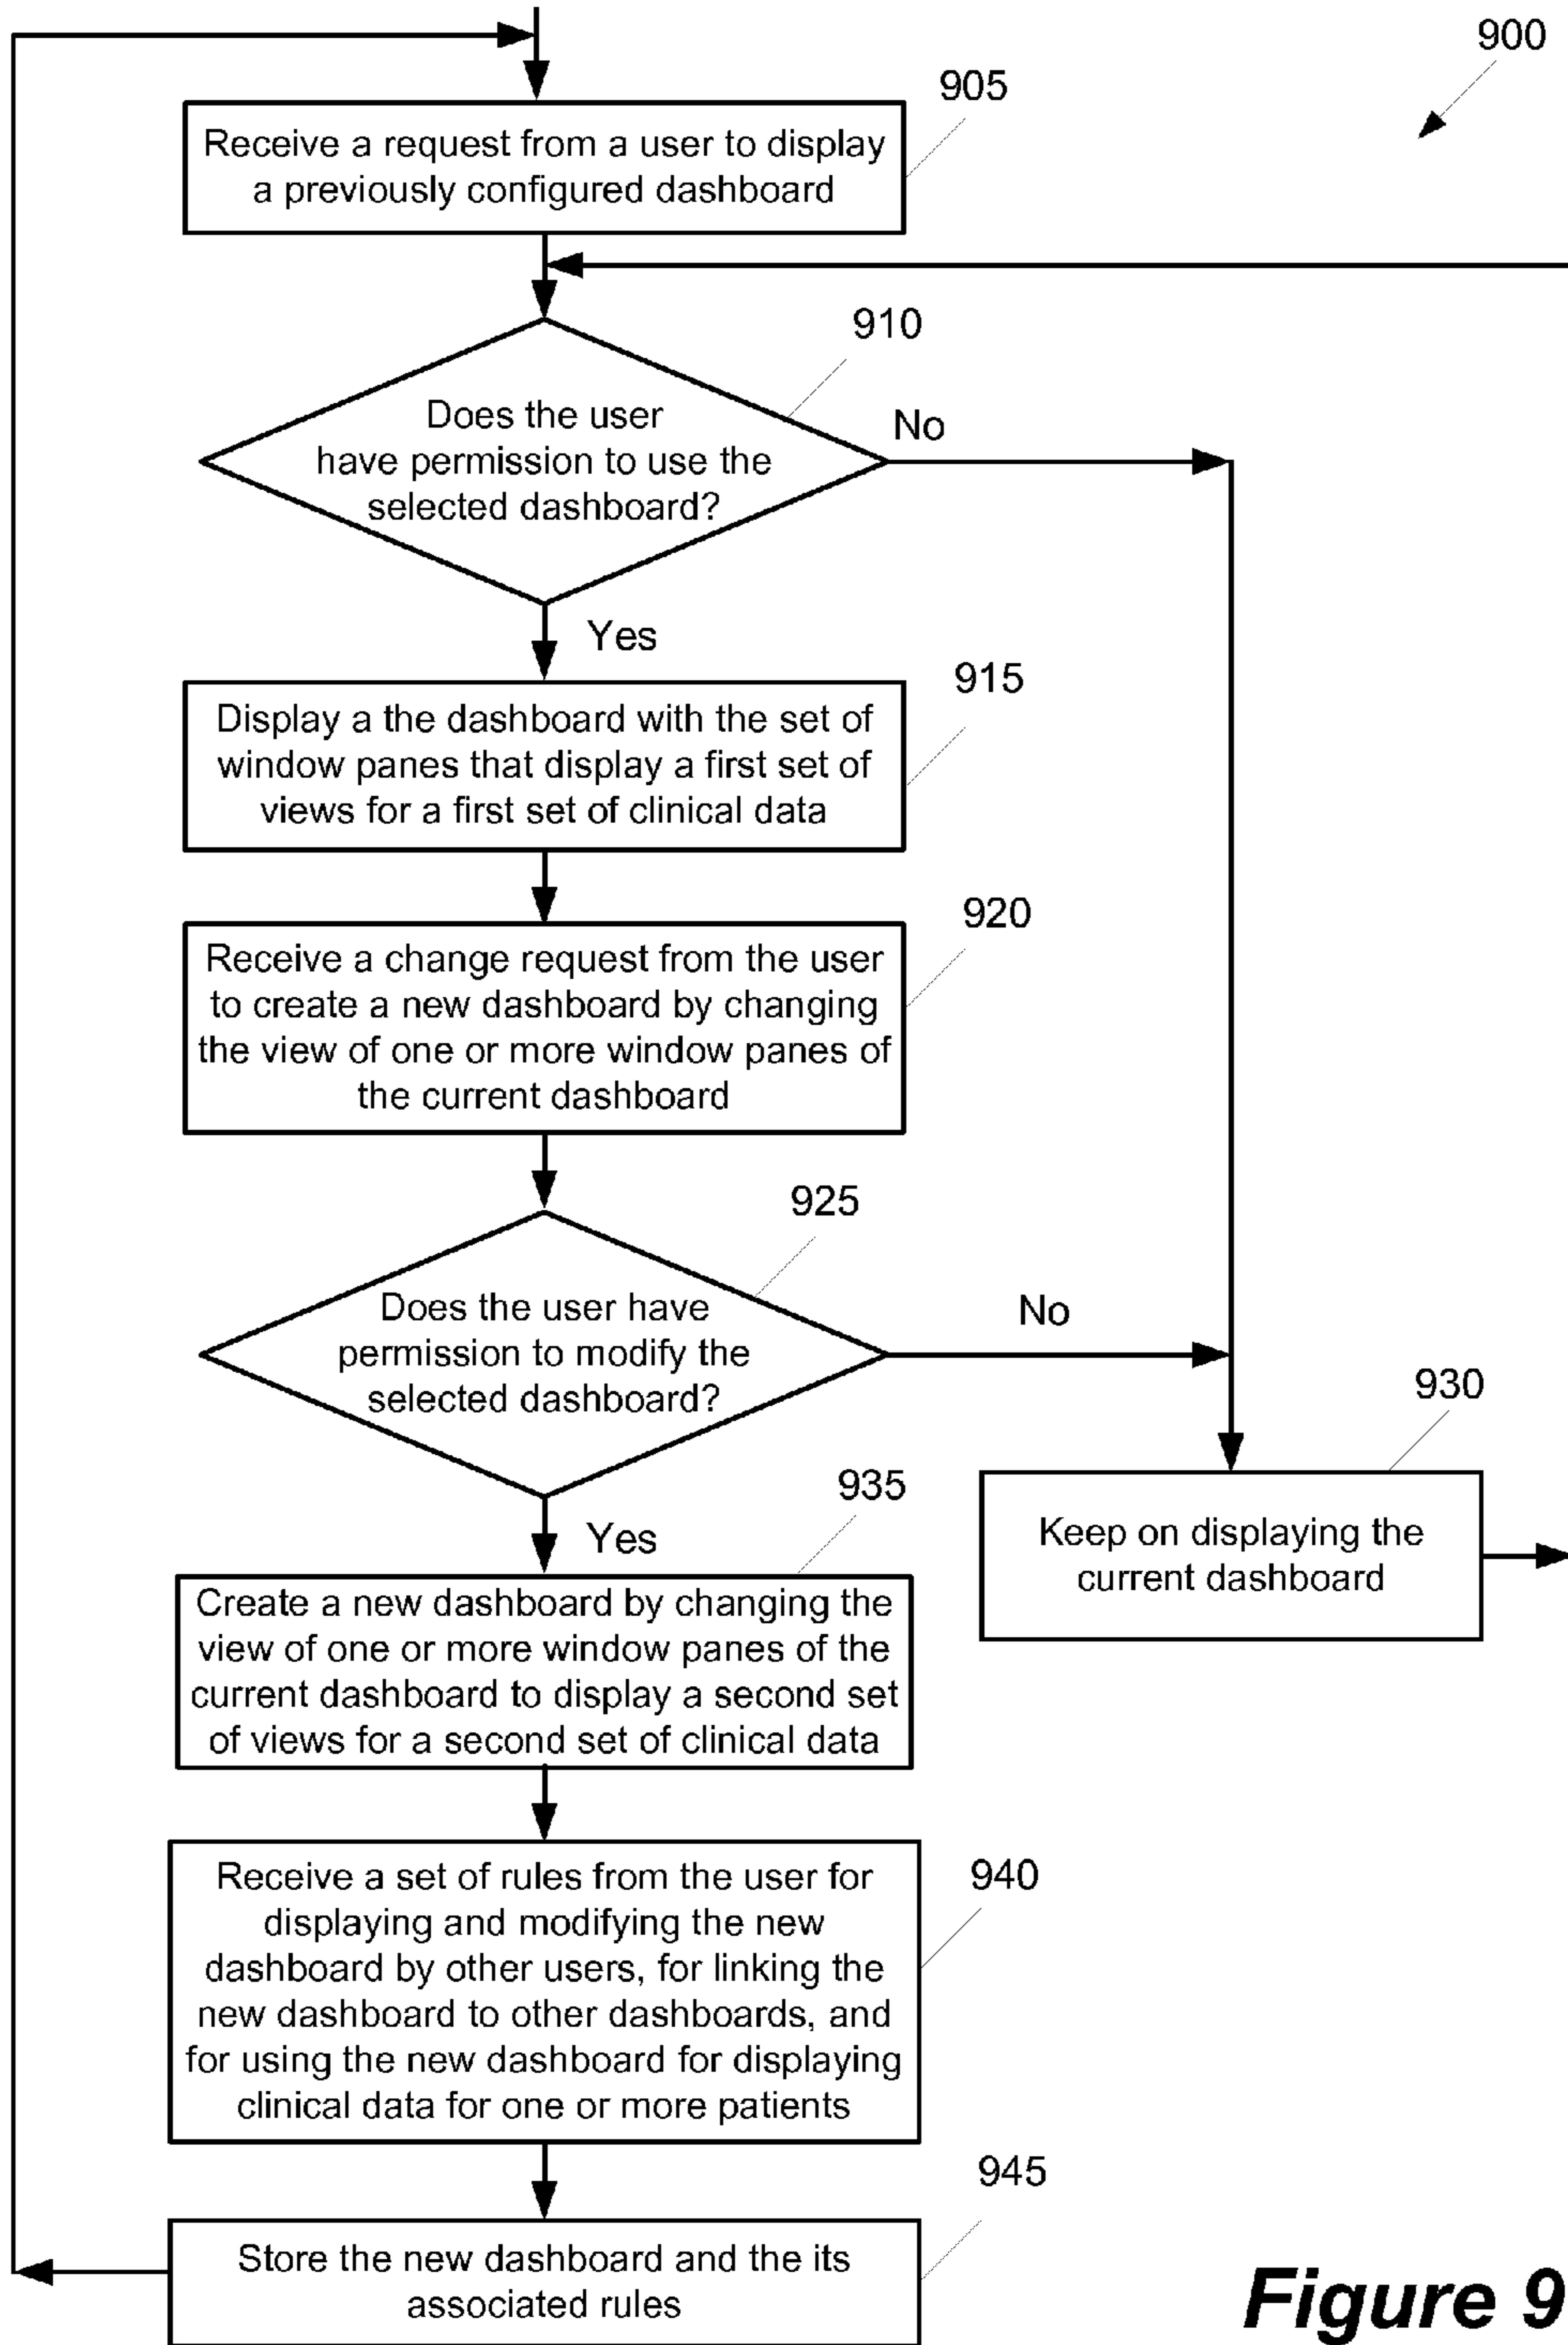 900
905
Receive a request from a user to display
a previously configured dashboard
910
Does the user
have permission to use the
selected dashboard?
No
Yes
915
Display a the dashboard with the set of
window panes that display a first set of
views for a first set of clinical data
920
Receive a change request from the user
to create a new dashboard by changing
the view of one or more window panes of
the current dashboard
925
Does the user have
permission to modify the
selected dashboard?
No
Yes
930
Keep on displaying the
current dashboard
935
Create a new dashboard by changing the
view of one or more window panes of the
current dashboard to display a second set
of views for a second set of clinical data
940
Receive a set of rules from the user for
displaying and modifying the new
dashboard by other users, for linking the
new dashboard to other dashboards, and
for using the new dashboard for displaying
clinical data for one or more patients
945
Store the new dashboard and the its
associated rules
Figure 9